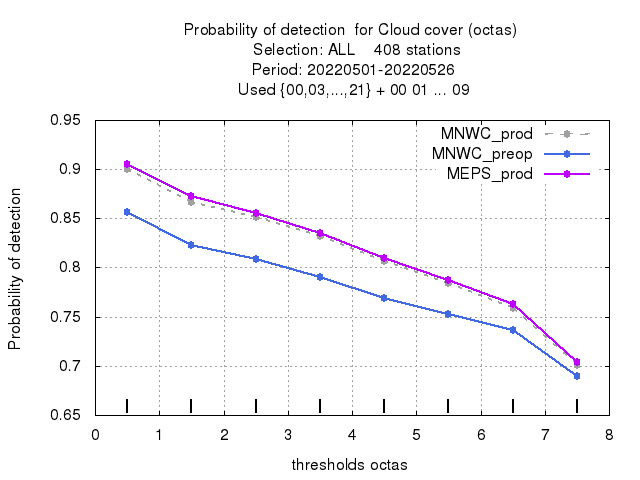 Probability of detection  for Cloud cover (octas)
Selection: ALL    408 stations
Period: 20220501-20220526
Used {00,03,...,21} + 00 01 ... 09
MNWC_prod
MNWC_preop
MEPS_prod
Probability of detection
0.95
0.9
0.85
0.8
0.75
0.7
0.65
0 1 2 3 4 5 6 7 8
thresholds octas